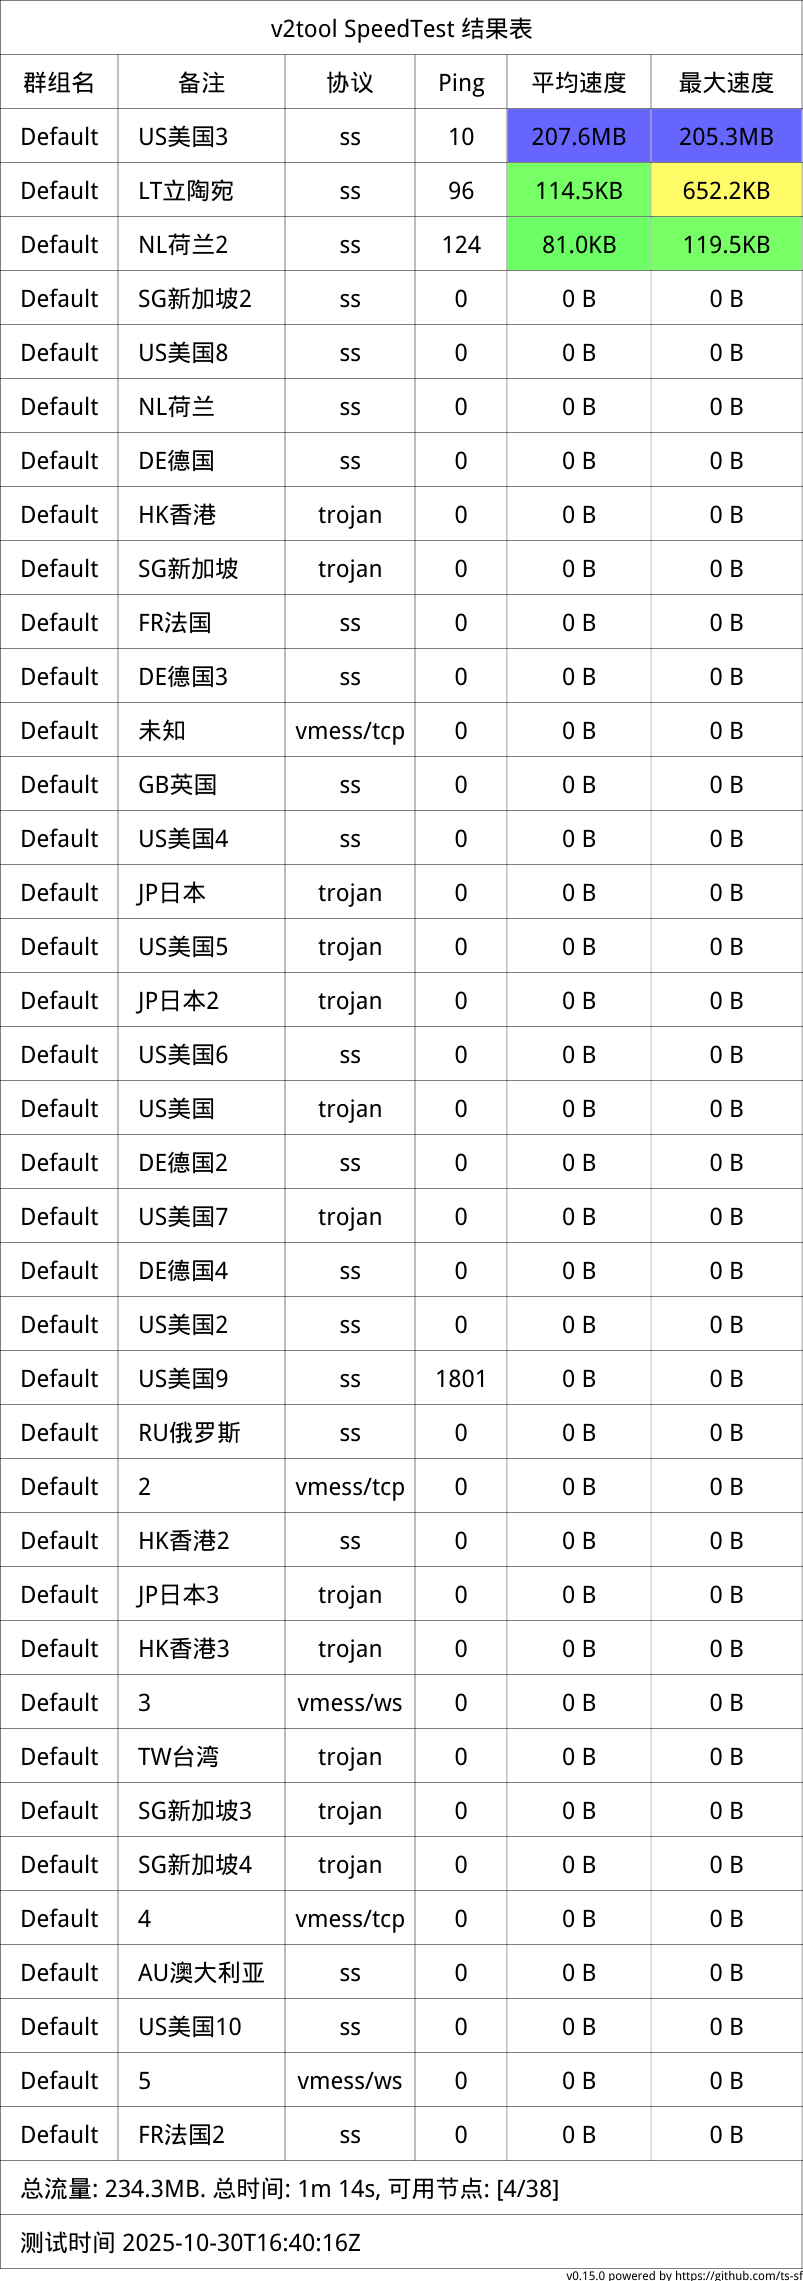 v2tool SpeedTest 结果表
群组名 备注 协议 Ping 平均速度 最大速度
Default US美国3 ss 10 207.6MB 205.3MB
Default LT立陶宛 ss 96 114.5KB 652.2KB
Default NL荷兰2 ss 124 81.0KB 119.5KB
Default SG新加坡2 ss 0 0 B 0 B
Default US美国8 ss 0 0 B 0 B
Default NL荷兰 ss 0 0 B 0 B
Default DE德国 ss 0 0 B 0 B
Default HK香港 trojan 0 0 B 0 B
Default SG新加坡 trojan 0 0 B 0 B
Default FR法国 ss 0 0 B 0 B
Default DE德国3 ss 0 0 B 0 B
Default 未知 vmess/tcp 0 0 B 0 B
Default GB英国 ss 0 0 B 0 B
Default US美国4 ss 0 0 B 0 B
Default JP日本 trojan 0 0 B 0 B
Default US美国5 trojan 0 0 B 0 B
Default JP日本2 trojan 0 0 B 0 B
Default US美国6 ss 0 0 B 0 B
Default US美国 trojan 0 0 B 0 B
Default DE德国2 ss 0 0 B 0 B
Default US美国7 trojan 0 0 B 0 B
Default DE德国4 ss 0 0 B 0 B
Default US美国2 ss 0 0 B 0 B
Default US美国9 ss 1801 0 B 0 B
Default RU俄罗斯 ss 0 0 B 0 B
Default 2 vmess/tcp 0 0 B 0 B
Default HK香港2 ss 0 0 B 0 B
Default JP日本3 trojan 0 0 B 0 B
Default HK香港3 trojan 0 0 B 0 B
Default 3 vmess/ws 0 0 B 0 B
Default TW台湾 trojan 0 0 B 0 B
Default SG新加坡3 trojan 0 0 B 0 B
Default SG新加坡4 trojan 0 0 B 0 B
Default 4 vmess/tcp 0 0 B 0 B
Default AU澳大利亚 ss 0 0 B 0 B
Default US美国10 ss 0 0 B 0 B
Default 5 vmess/ws 0 0 B 0 B
Default FR法国2 ss 0 0 B 0 B
总流量: 234.3MB. 总时间: 1m 14s, 可用节点: [4/38]
测试时间 2025-10-30T16:40:16Z
v0.15.0 powered by https://github.com/ts-sf